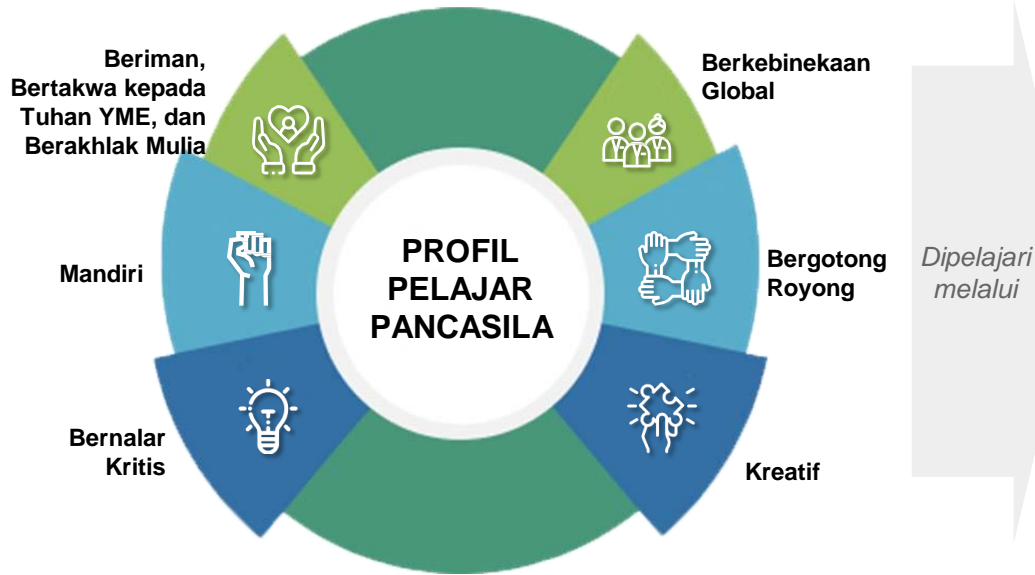 Beriman,
Bertakwa kepada
Tuhan YME, dan
Berakhlak Mulia
Mandiri
Bernalar
Kritis
PROFIL
PELAJAR
PANCASILA
Berkebinekaan
Global
Bergotong
Royong
Kreatif
Dipelajari
melalui